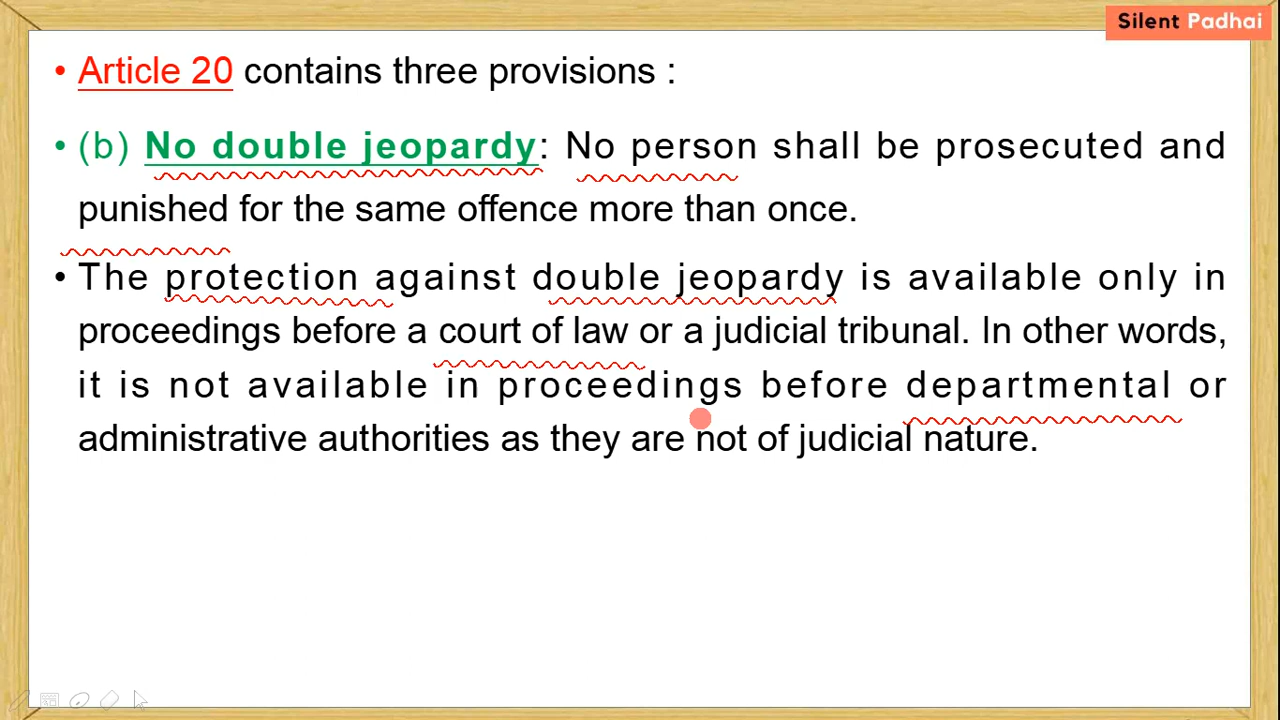 Silent Padhai
• Article 20 contains three provisions :
• (b) No double jeopardy: No person shall be prosecuted and
punished for the same offence more than once.
• The protection against double jeopardy is available only in
proceedings before a court of law or a judicial tribunal. In other words,
it is not available in proceedings before departmental or
administrative authorities as they are not of judicial nature.